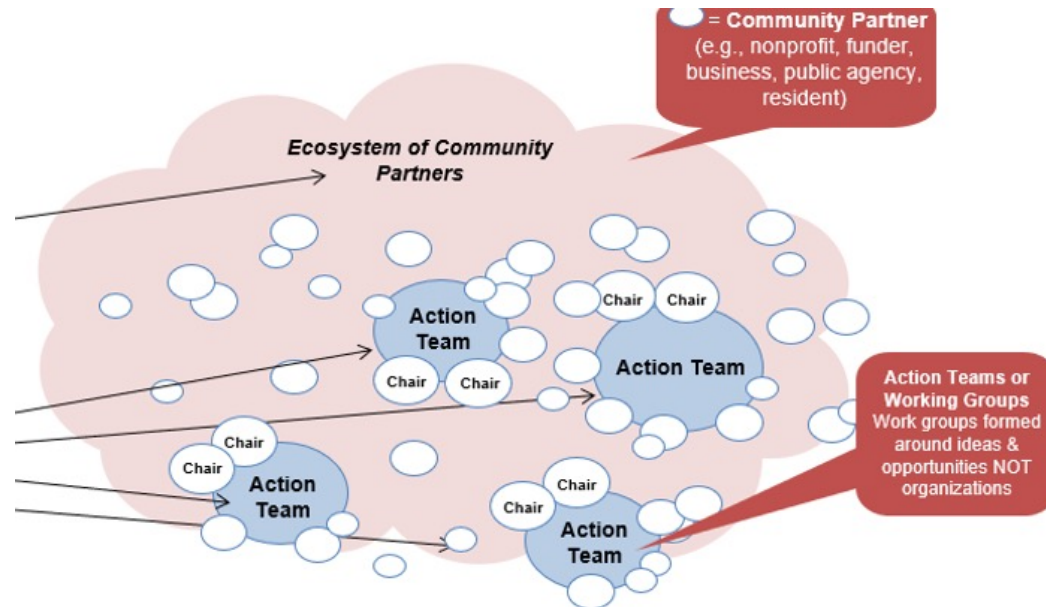 = Community Partner
(e.g., nonprofit, funder,
business, public agency,
resident)
Ecosystem of Community
Partners
Chair
Chair
Action
Team
Action Team
Chair
Chair
Action Teams or
Working Groups
Work groups formed
around ideas &
opportunities NOT
organizations
Chair
Chair
Action
Team
Chair
Chair
Action
Team